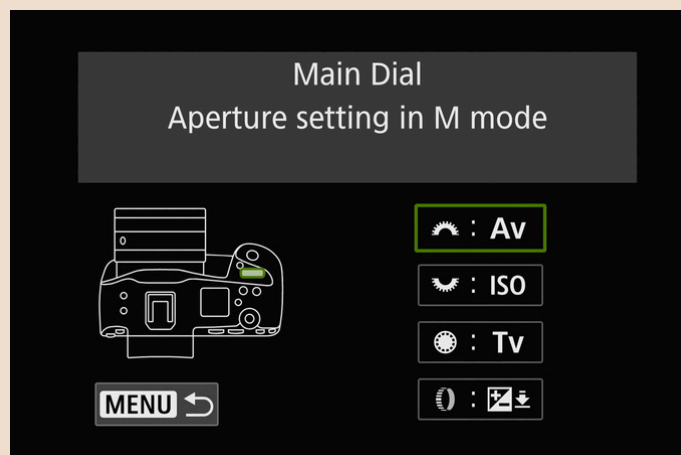 Main Dial
Aperture setting in M mode
: Av
: ISO
: Tv
MENU
: